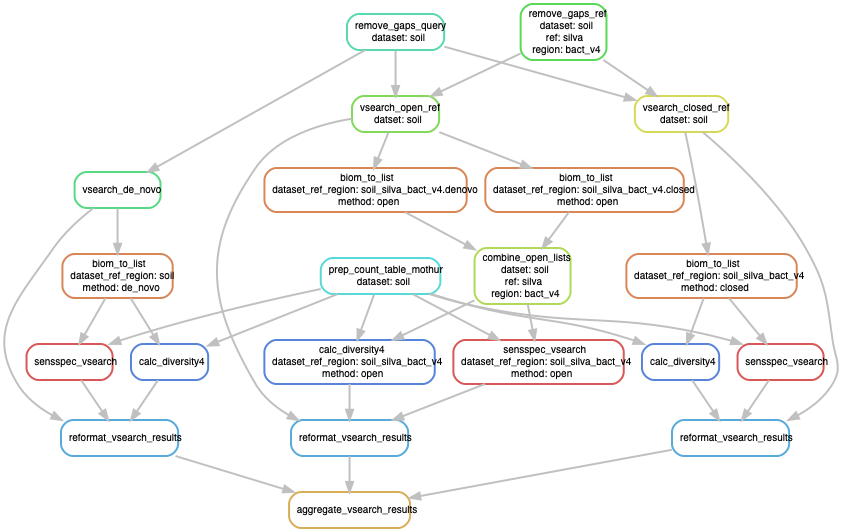 remove_gaps_query
dataset: soil
remove_gaps_ref
dataset: soil
ref: silva
region: bact_v4
vsearch_open_ref
datset: soil
vsearch_closed_ref
datset: soil
vsearch_de_novo
biom_to_list
dataset_ref_region: soil_silva_bact_v4.denovo
method: open
biom_to_list
dataset_ref_region: soil_silva_bact_v4.closed
method: open
biom_to_list
dataset_ref_region: soil
method: de_novo
prep_count_table_mothur
dataset: soil
combine_open_lists
datset: soil
ref: silva
region: bact_v4
biom_to_list
dataset_ref_region: soil_silva_bact_v4
method: closed
sensspec_vsearch
calc_diversity4
calc_diversity4
dataset_ref_region: soil_silva_bact_v4
method: open
sensspec_vsearch
dataset_ref_region: soil_silva_bact_v4
method: open
calc_diversity4
sensspec_vsearch
reformat_vsearch_results
reformat_vsearch_results
reformat_vsearch_results
aggregate_vsearch_results